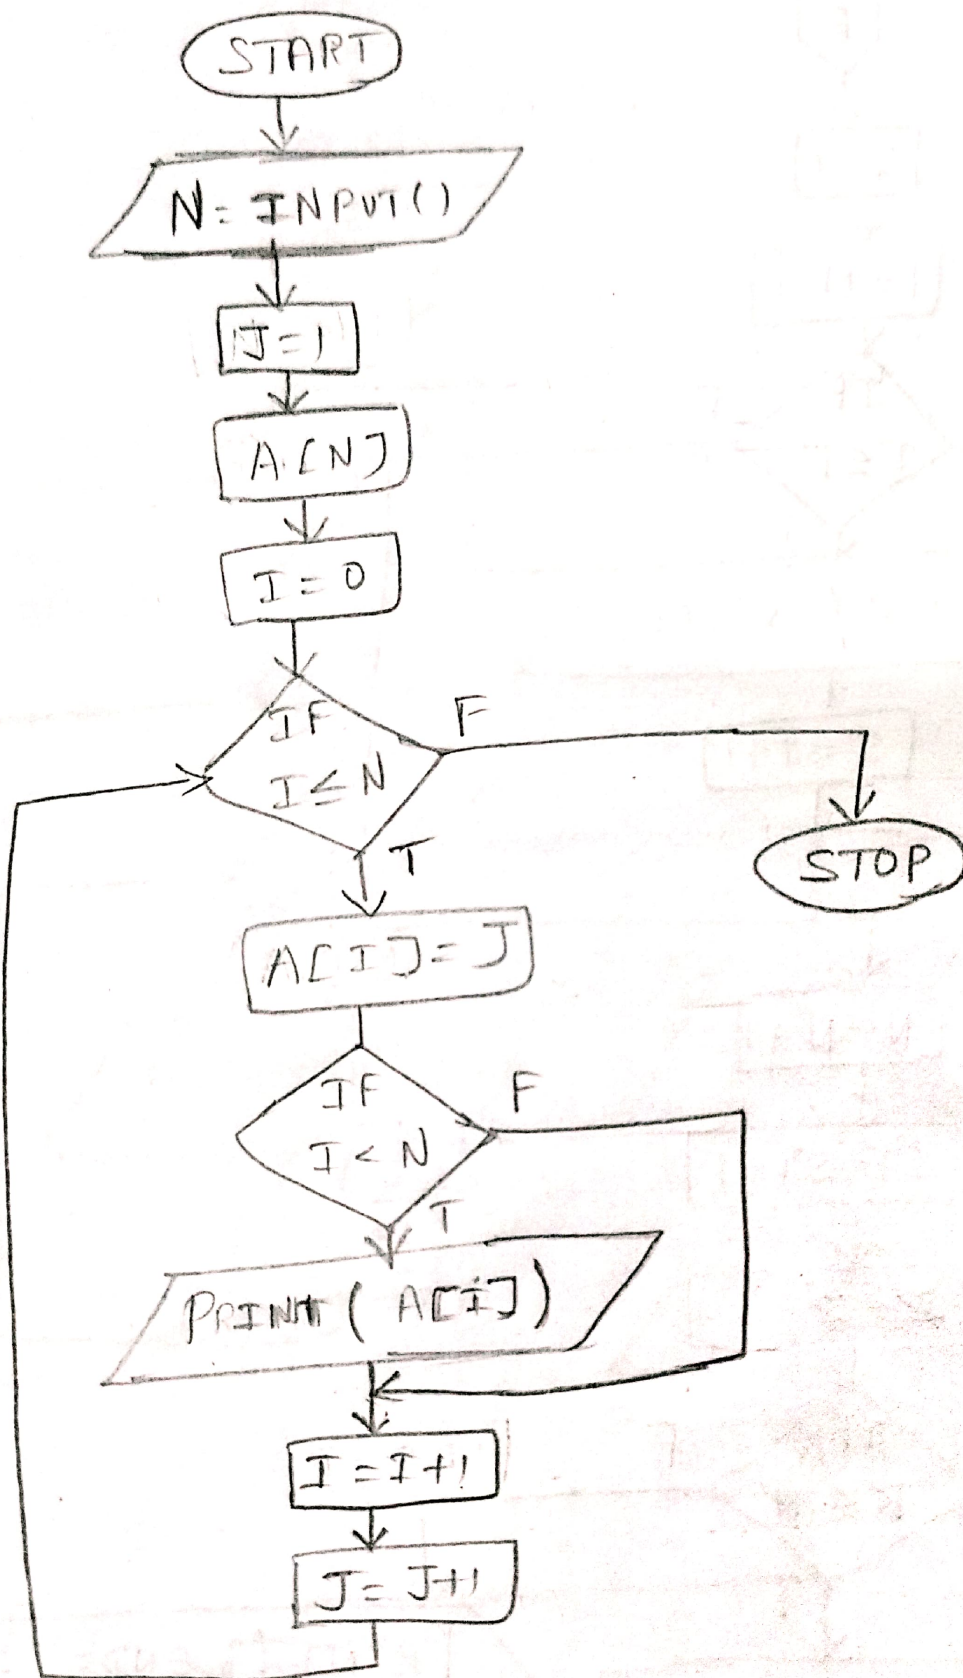 START
N=INPUT()
J=1
A[N]
I=0
IF
I≤N
F
STOP
T
A[I]=J
IF
I<N
F
T
PRINT( A[I])
I=I+1
J=J+1